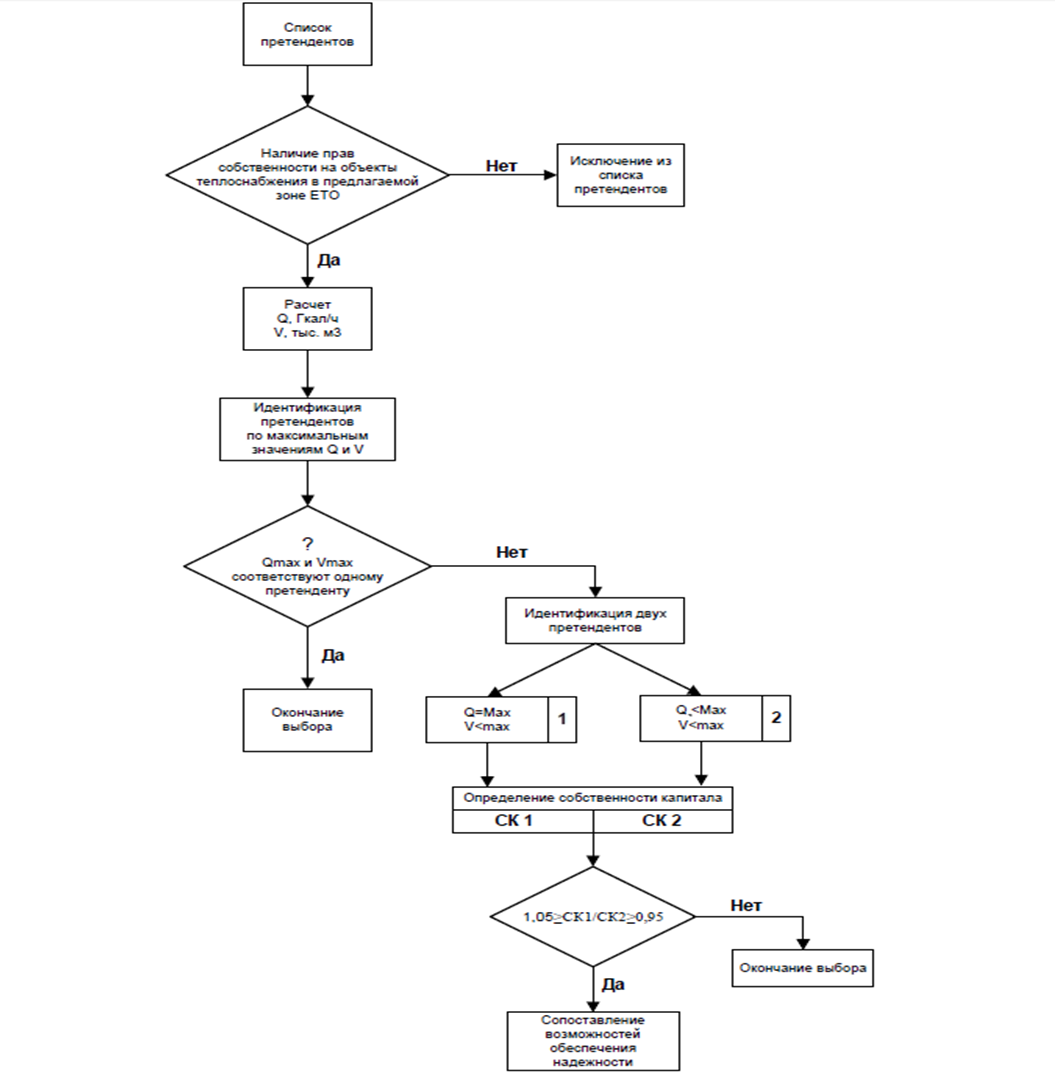 Список
претендентов
Наличие прав
собственности на объекты
теплоснабжения в предлагаемой
зоне ЕТО
Нет
Исключение из
списка
претендентов
Да
Расчет
Q, Гкал/ч
V, тыс. м3
Идентификация
претендентов
по максимальным
значениям Q и V
?
Qmax и Vmax
соответствуют одному
претенденту
Нет
Идентификация двух
претендентов
Да
Окончание
выбора
Q=Max
V<max
1
Q,<Max
V<max
2
Определение собственности капитала
СК 1
СК 2
1,05≥СК1/СК2≥0,95
Нет
Окончание выбора
Да
Сопоставление
возможностей
обеспечения
надежности